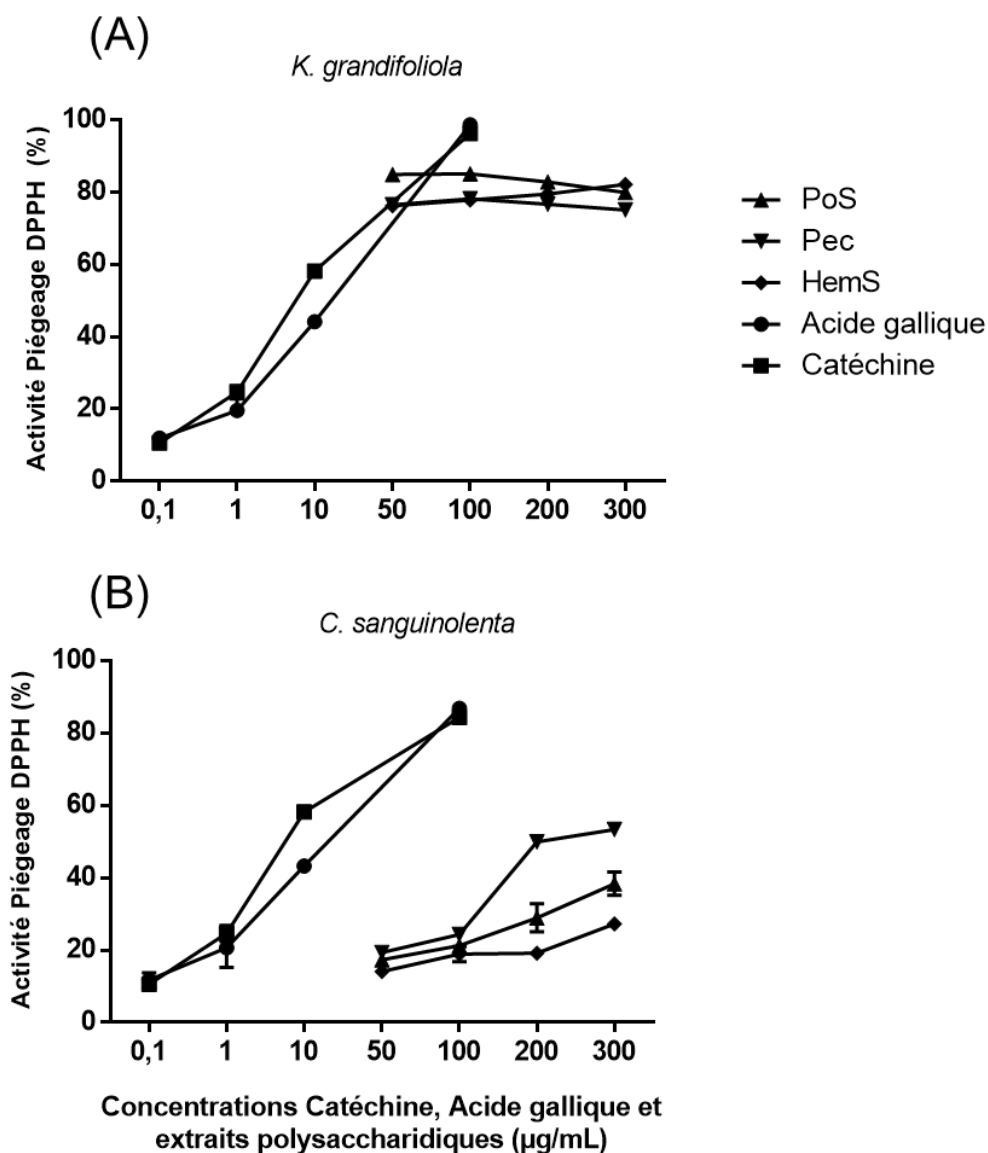 (A)
K. grandifoliola
Activité Piégeage DPPH (%)
100
80
60
40
20
0
0,1 1 10 50 100 200 300
PoS
Pec
HemS
Acide gallique
Catéchine
(B)
C. sanguinolenta
Activité Piégeage DPPH (%)
100
80
60
40
20
0
0,1 1 10 50 100 200 300
Concentrations Catéchine, Acide gallique et
extraits polysaccharidiques (µg/mL)